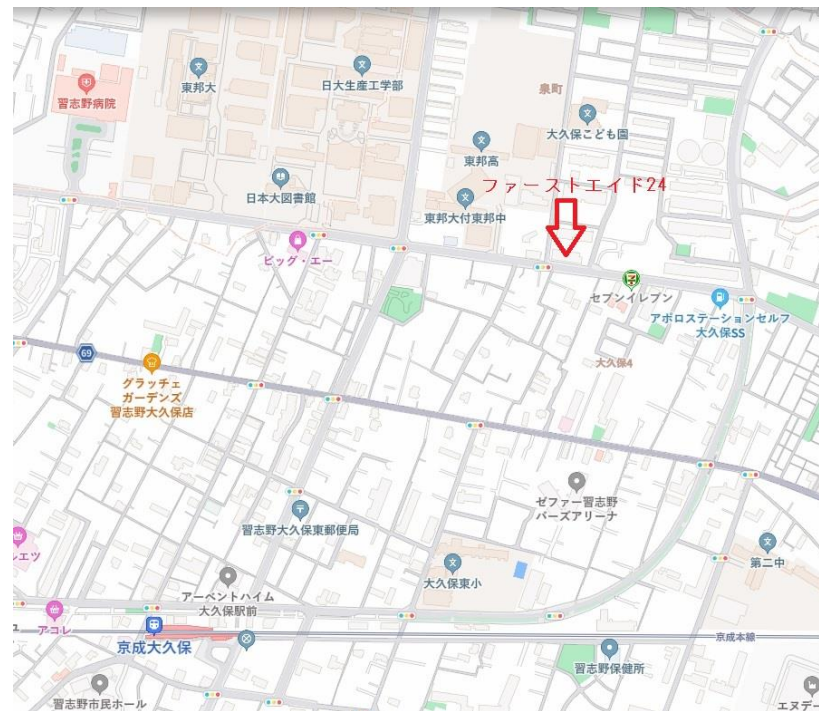 東邦大
日大生産工学部
習志野病院
泉町
大久保こども園
東邦高
日本大図書館
ファーストエイド24
東邦大付東邦中
ビッグ・エー
セブンイレブン
アポロステーションセルフ
大久保SS
69
大久保4
グラッチェ
ガーデンズ
習志野大久保店
ゼファー習志野
バーズアリーナ
習志野大久保東郵便局
ルエツ
第二中
大久保東小
アーベントハイム
大久保駅前
アコレ
京成大久保
京成本線
習志野保健所
習志野市民ホール
エヌデー